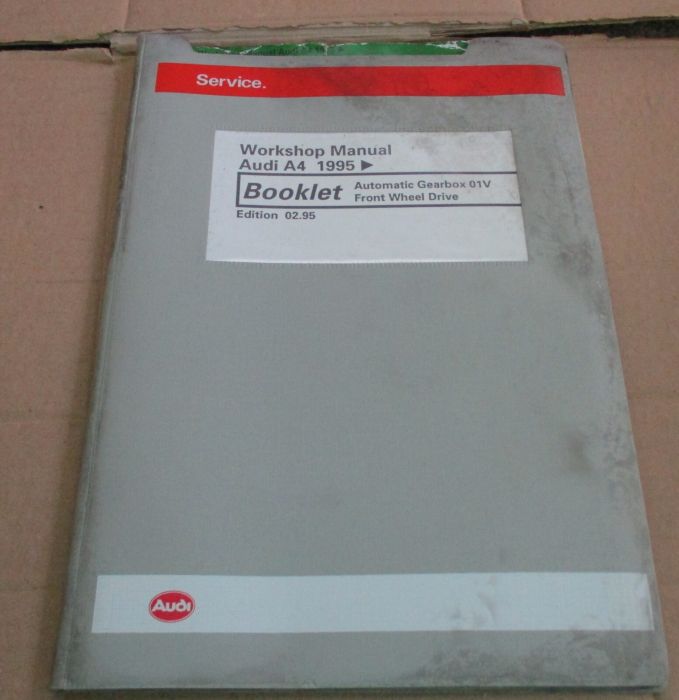 Service.
Workshop Manual
Audi A4 1995 ▶
Booklet
Automatic Gearbox 01V
Front Wheel Drive
Edition 02.95
Audi